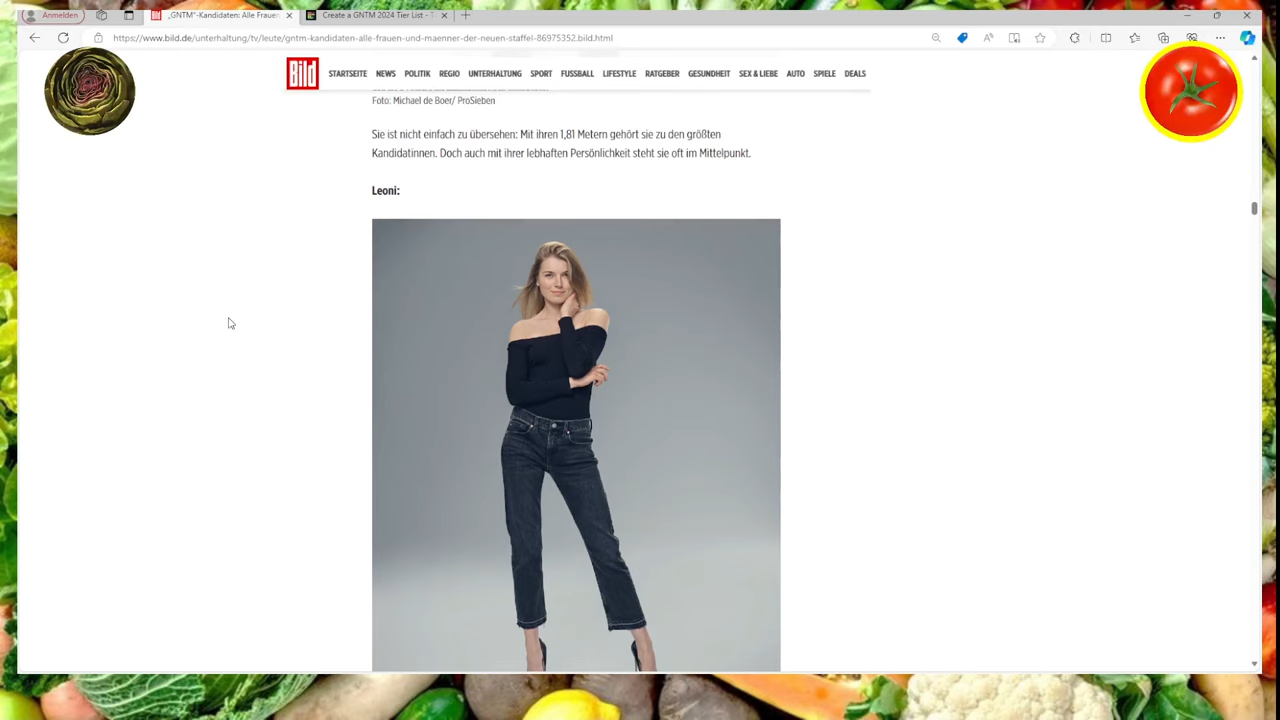 Anmelden
„GNTM"-Kandidaten: Alle Frauen
Create a GNTM 2024 Tier List - T
https://www.bild.de/unterhaltung/tv/leute/gntm-kandidaten-alle-frauen-und-maenner-der-neuen-staffel-86975352.bild.html
Bild
STARTSEITE NEWS POLITIK REGIO UNTERHALTUNG SPORT FUSSBALL LIFESTYLE RATGEBER GESUNDHEIT SEX & LIEBE AUTO SPIELE DEALS
Foto: Michael de Boer/ ProSieben
Sie ist nicht einfach zu übersehen: Mit ihren 1,81 Metern gehört sie zu den größten
Kandidatinnen. Doch auch mit ihrer lebhaften Persönlichkeit steht sie oft im Mittelpunkt.
Leoni: